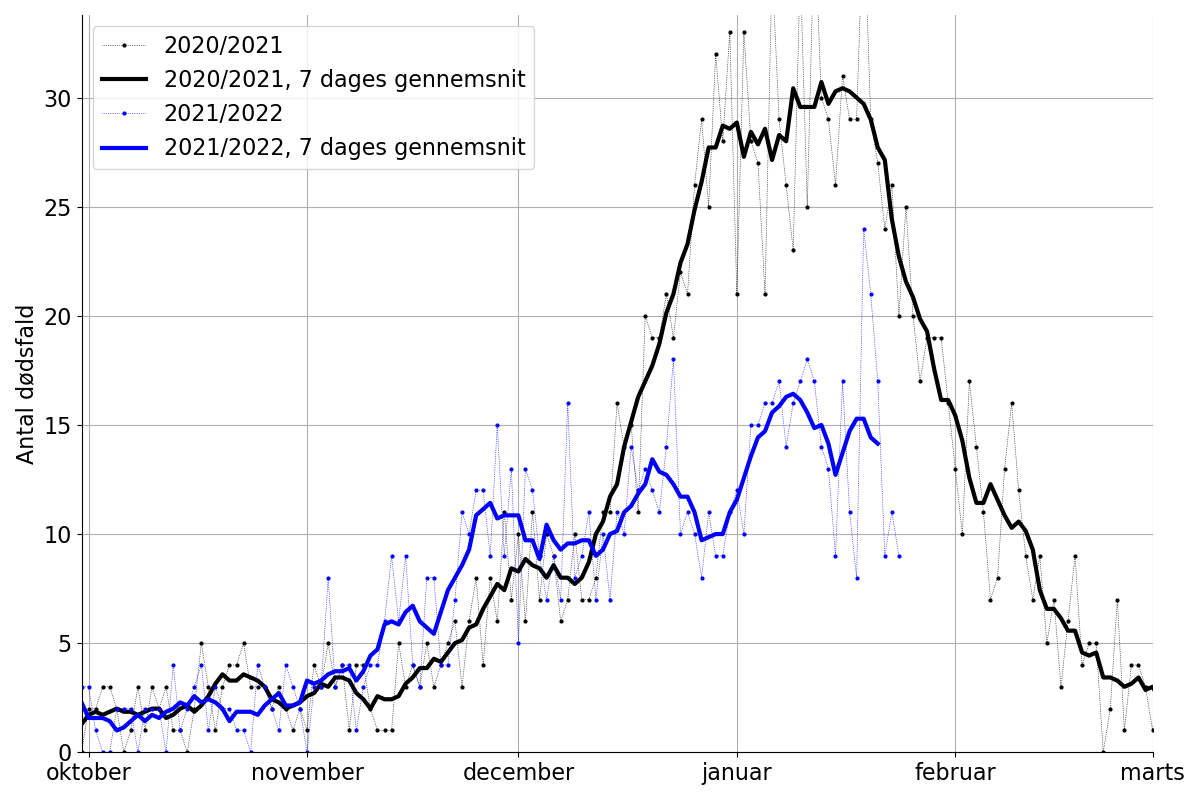 2020/2021
2020/2021, 7 dages gennemsnit
2021/2022
2021/2022, 7 dages gennemsnit
Antal dødsfald
30
25
20
15
10
5
0
oktober november december januar februar marts